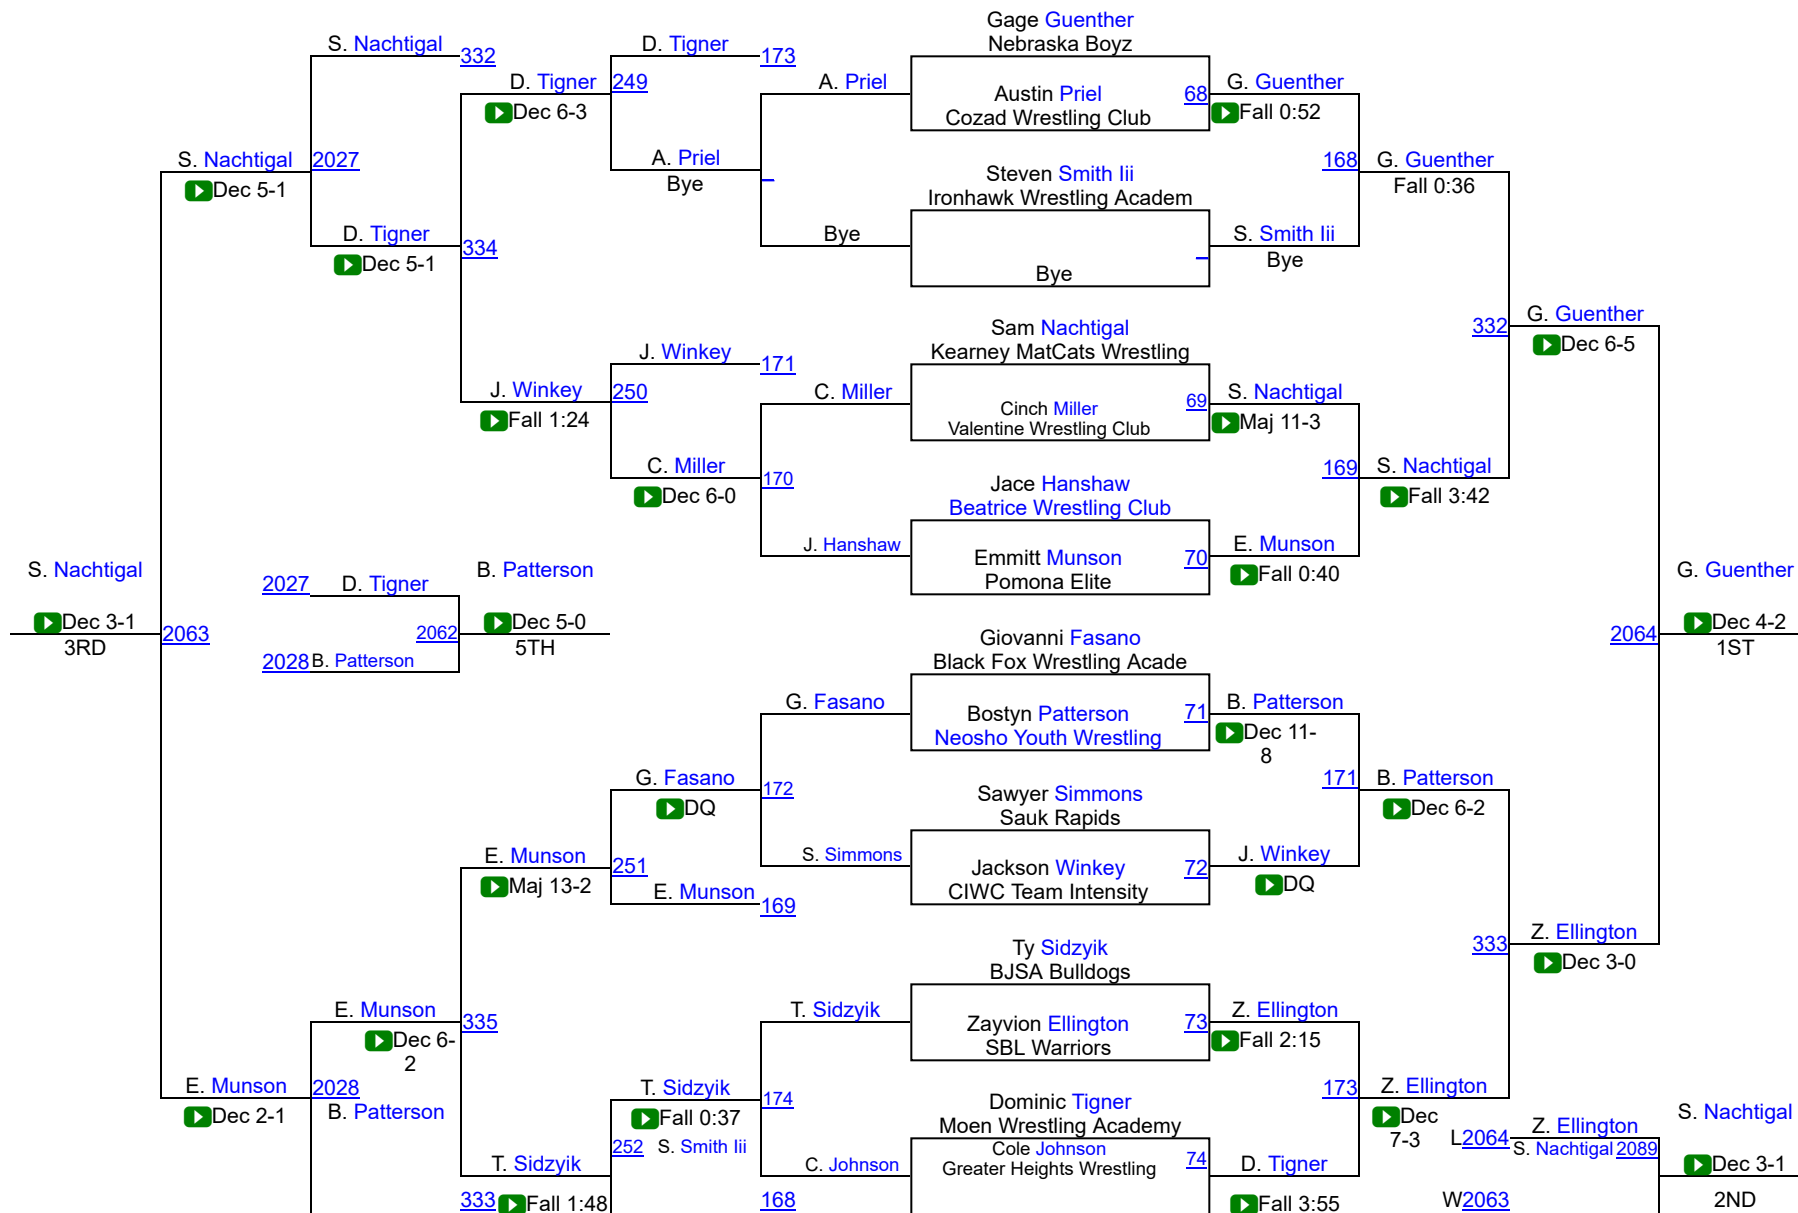 Gage Guenther
Nebraska Boyz
S. Nachtigal
332
D. Tigner
173
D. Tigner
249
Dec 6-3
A. Priel
Austin Priel
68
Cozad Wrestling Club
G. Guenther
Fall 0:52
S. Nachtigal
2027
Dec 5-1
A. Priel
Bye
Steven Smith Iii
Ironhawk Wrestling Academ
168
G. Guenther
Fall 0:36
D. Tigner
334
Dec 5-1
Bye
Bye
S. Smith Iii
Bye
Sam Nachtigal
Kearney MatCats Wrestling
332
G. Guenther
Dec 6-5
J. Winkey
171
J. Winkey
250
Fall 1:24
C. Miller
Cinch Miller
69
Valentine Wrestling Club
S. Nachtigal
Maj 11-3
C. Miller
170
Dec 6-0
Jace Hanshaw
Beatrice Wrestling Club
169
S. Nachtigal
Fall 3:42
J. Hanshaw
Emmitt Munson
70
Pomona Elite
E. Munson
Fall 0:40
S. Nachtigal
Dec 3-1
3RD
2063
2027
D. Tigner
2062
2028
B. Patterson
B. Patterson
Dec 5-0
5TH
Giovanni Fasano
Black Fox Wrestling Acade
2064
G. Guenther
Dec 4-2
1ST
G. Fasano
Bostyn Patterson
71
Neosho Youth Wrestling
B. Patterson
Dec 11-
8
G. Fasano
172
DQ
Sawyer Simmons
Sauk Rapids
171
B. Patterson
Dec 6-2
E. Munson
251
Maj 13-2
E. Munson
169
S. Simmons
Jackson Winkey
72
CIWC Team Intensity
J. Winkey
DQ
Ty Sidzyik
BJSA Bulldogs
333
Z. Ellington
Dec 3-0
E. Munson
335
Dec 6-
2
T. Sidzyik
Zayvion Ellington
73
SBL Warriors
Z. Ellington
Fall 2:15
E. Munson
2028
Dec 2-1
B. Patterson
T. Sidzyik
174
Fall 0:37
Dominic Tigner
Moen Wrestling Academy
173
Z. Ellington
Dec
7-3
252
S. Smith Iii
T. Sidzyik
333
Fall 1:48
168
C. Johnson
Cole Johnson
74
Greater Heights Wrestling
D. Tigner
Fall 3:55
L2064
Z. Ellington
S. Nachtigal
2089
W2063
S. Nachtigal
Dec 3-1
2ND